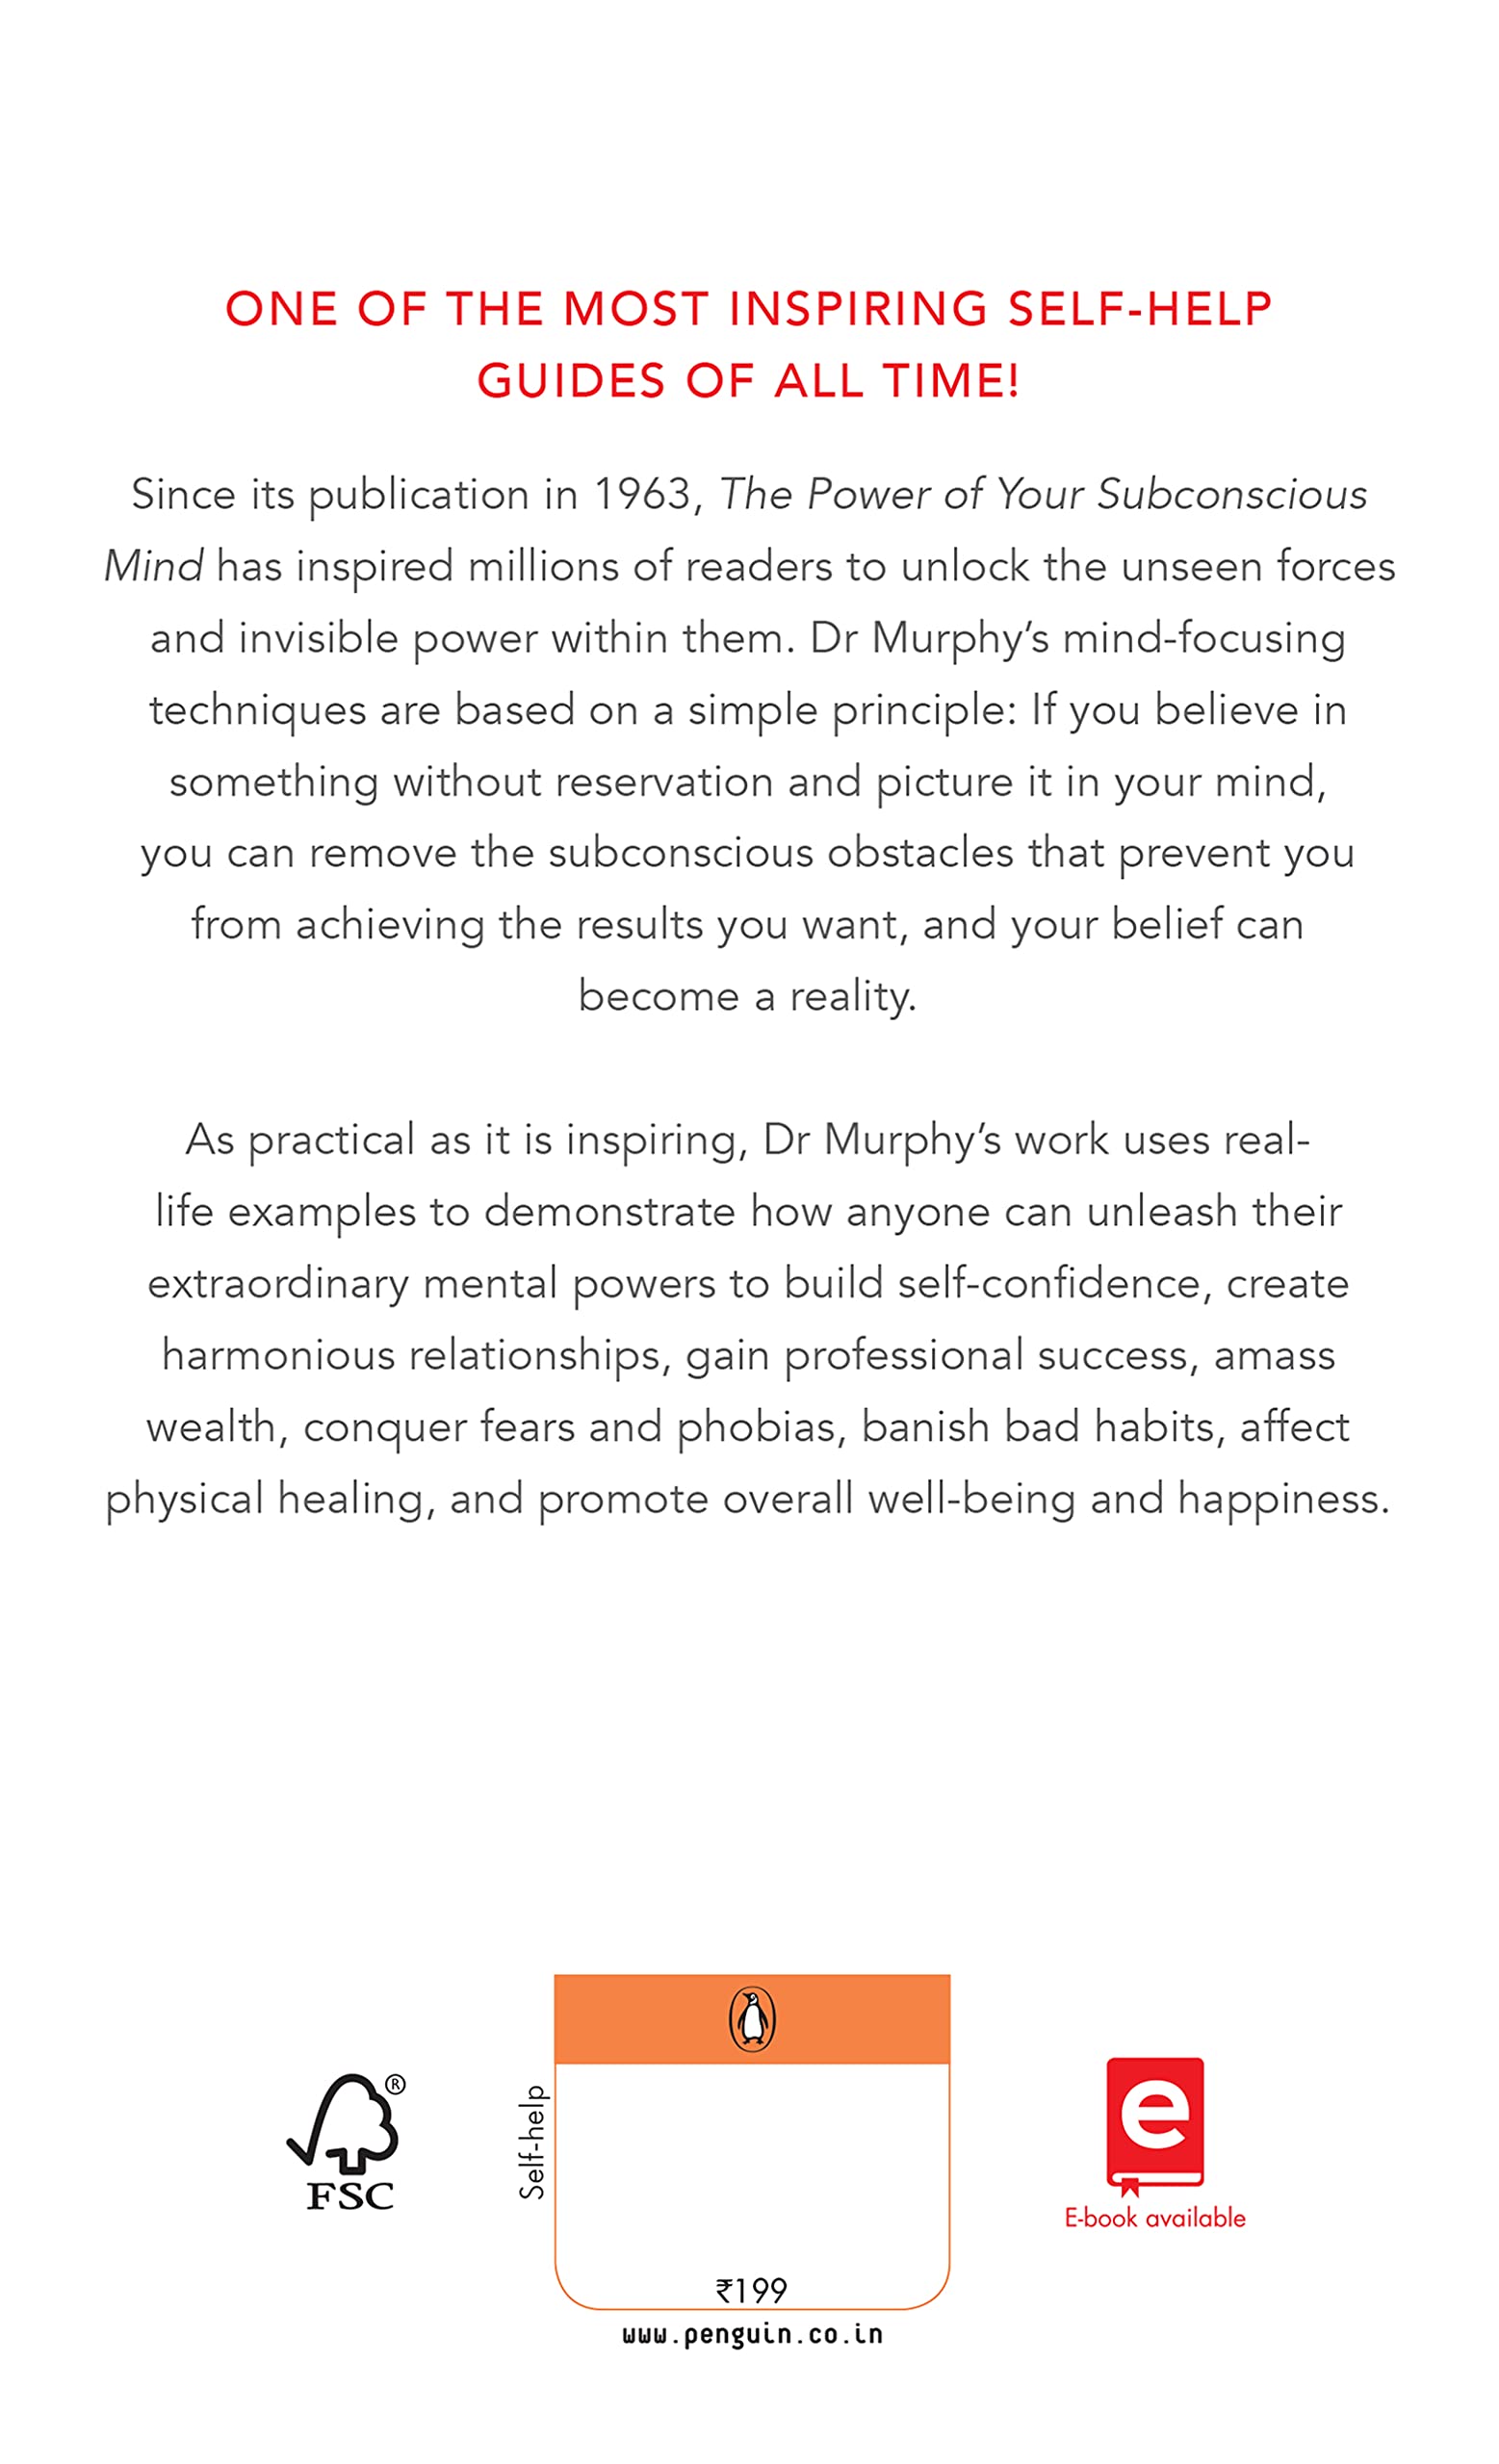 ONE OF THE MOST INSPIRING SELF-HELP
GUIDES OF ALL TIME!
Since its publication in 1963, The Power of Your Subconscious
Mind has inspired millions of readers to unlock the unseen forces
and invisible power within them. Dr Murphy’s mind-focusing
techniques are based on a simple principle: If you believe in
something without reservation and picture it in your mind,
you can remove the subconscious obstacles that prevent you
from achieving the results you want, and your belief can
become a reality.
As practical as it is inspiring, Dr Murphy’s work uses real-
life examples to demonstrate how anyone can unleash their
extraordinary mental powers to build self-confidence, create
harmonious relationships, gain professional success, amass
wealth, conquer fears and phobias, banish bad habits, affect
physical healing, and promote overall well-being and happiness.
®
FSC
Self-help
₹199
www.penguin.co.in
e
E-book available